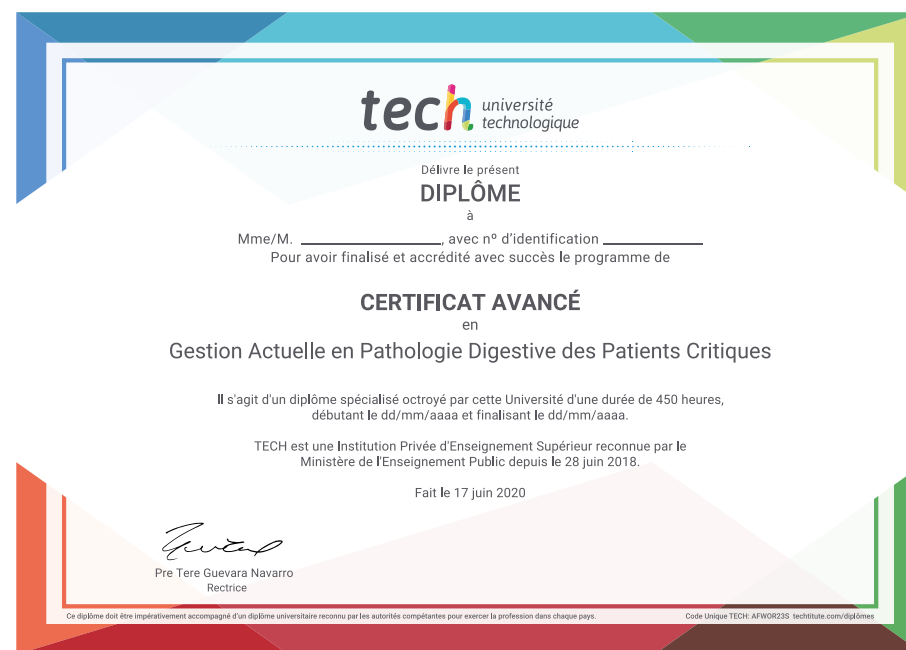 tech université
technologique
Délivre le présent
DIPLÔME
à
Mme/M. ____________________, avec nº d'identification ______________
Pour avoir finalisé et accrédité avec succès le programme de
CERTIFICAT AVANCÉ
en
Gestion Actuelle en Pathologie Digestive des Patients Critiques
Il s'agit d'un diplôme spécialisé octroyé par cette Université d'une durée de 450 heures,
débutant le dd/mm/aaaa et finalisant le dd/mm/aaaa.
TECH est une Institution Privée d'Enseignement Supérieur reconnue par le
Ministère de l'Enseignement Public depuis le 28 juin 2018.
Fait le 17 juin 2020
Pre Tere Guevara Navarro
Rectrice
Ce diplôme doit être impérativement accompagné d'un diplôme universitaire reconnu par les autorités compétantes pour exercer la profession dans chaque pays.
Code Unique TECH: AFWOR23S techtitute.com/diplômes